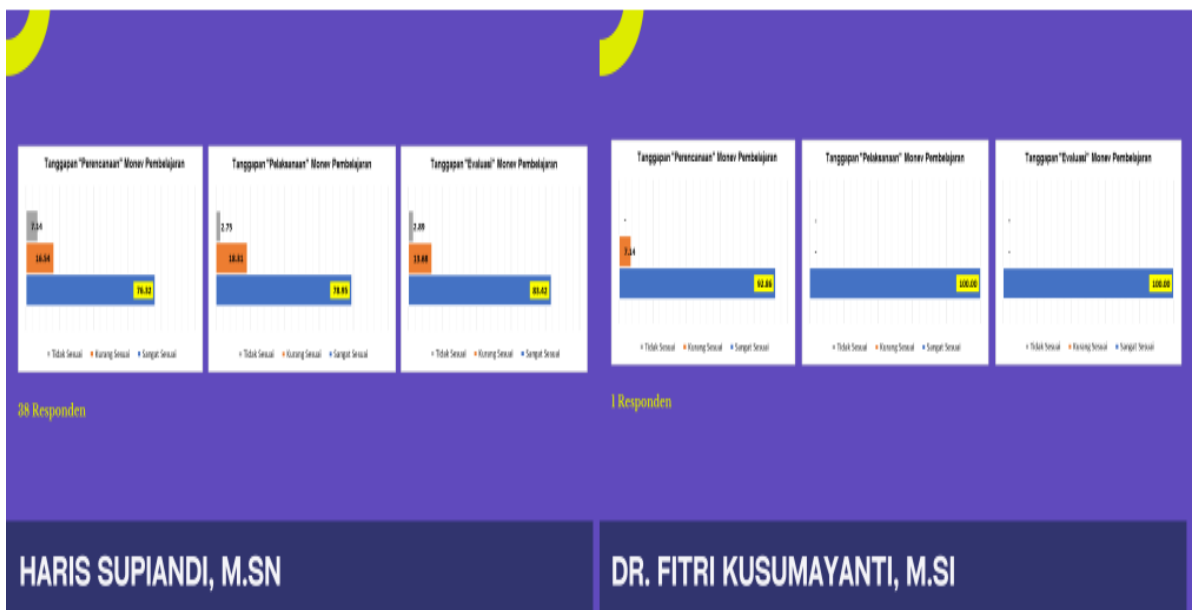 Tanggapan "Perencanaan" Monev Pembelajaran
7.14
16.54
76.32
Tidak Sesuai Kurang Sesuai Sangat Sesuai
Tanggapan "Pelaksanaan" Monev Pembelajaran
2.75
18.31
78.95
Tidak Sesuai Kurang Sesuai Sangat Sesuai
Tanggapan "Evaluasi" Monev Pembelajaran
2.89
13.68
83.42
Tidak Sesuai Kurang Sesuai Sangat Sesuai
38 Responden
HARIS SUPIANDI, M.SN
Tanggapan "Perencanaan" Monev Pembelajaran
-
7.14
92.86
Tidak Sesuai Kurang Sesuai Sangat Sesuai
Tanggapan "Pelaksanaan" Monev Pembelajaran
-
-
100.00
Tidak Sesuai Kurang Sesuai Sangat Sesuai
Tanggapan "Evaluasi" Monev Pembelajaran
-
-
100.00
Tidak Sesuai Kurang Sesuai Sangat Sesuai
1 Responden
DR. FITRI KUSUMAYANTI, M.SI